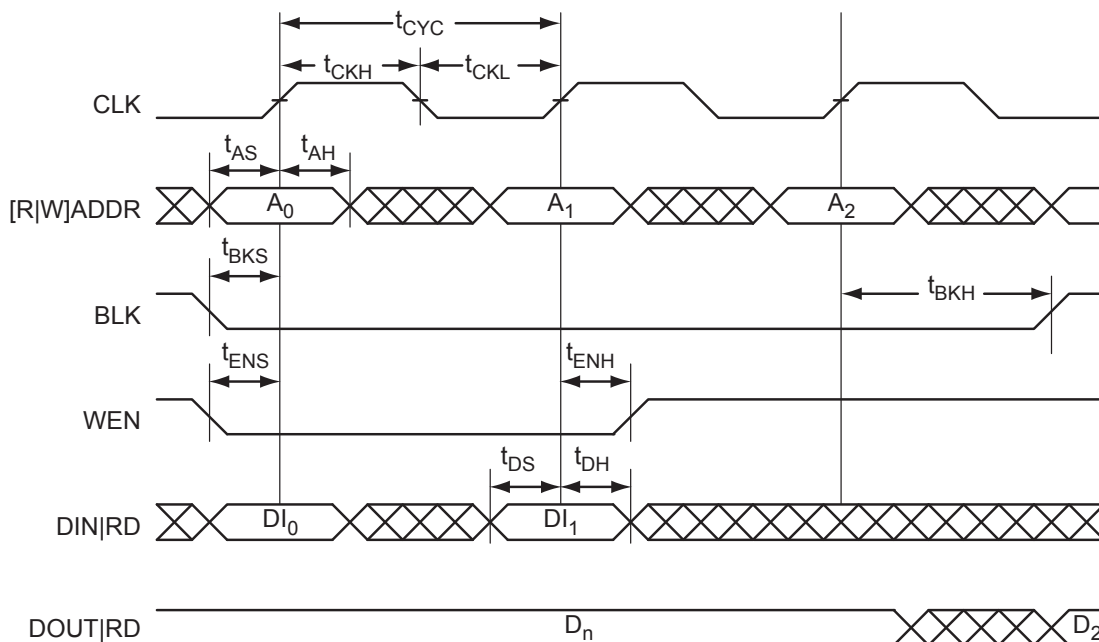 tCYC
tCKH tCKL
CLK
tAS tAH
[R|W]ADDR A0 A1 A2
tBKS
tBKH
BLK
tENS tENH
WEN
tDS tDH
DIN|RD DI0 DI1
DOUT|RD Dn D2